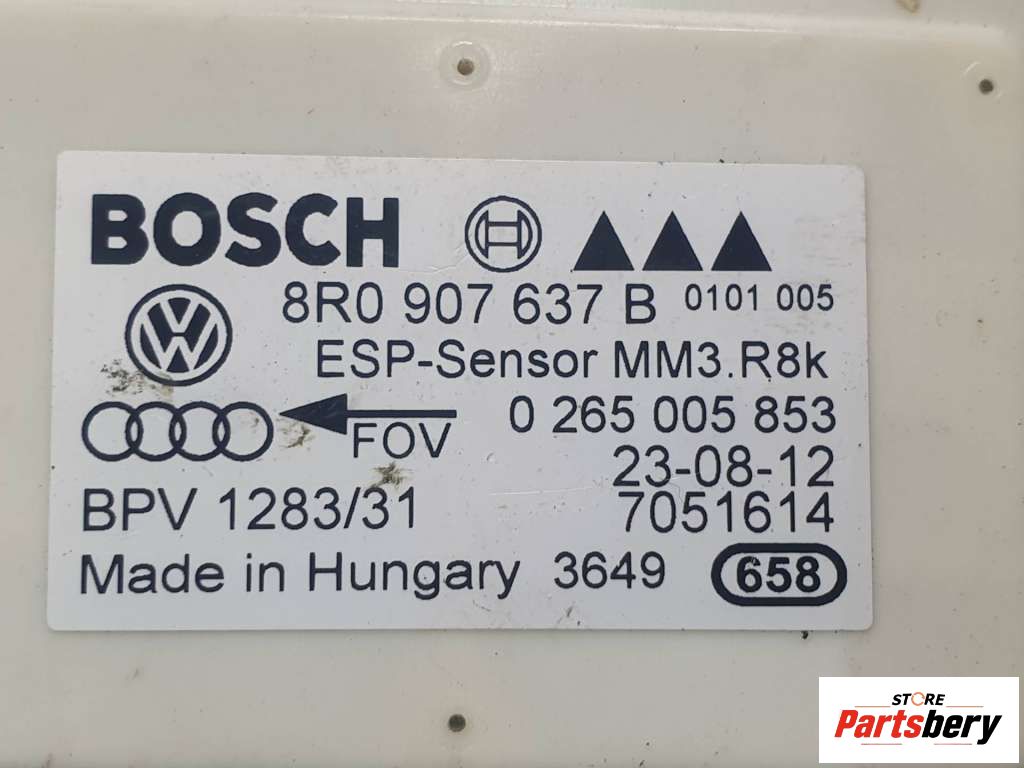 BOSCH
8R0 907 637 B 0101 005
ESP-Sensor MM3.R8k
0 265 005 853
FOV
23-08-12
BPV 1283/31 7051614
Made in Hungary 3649 658
STORE
Partsbery